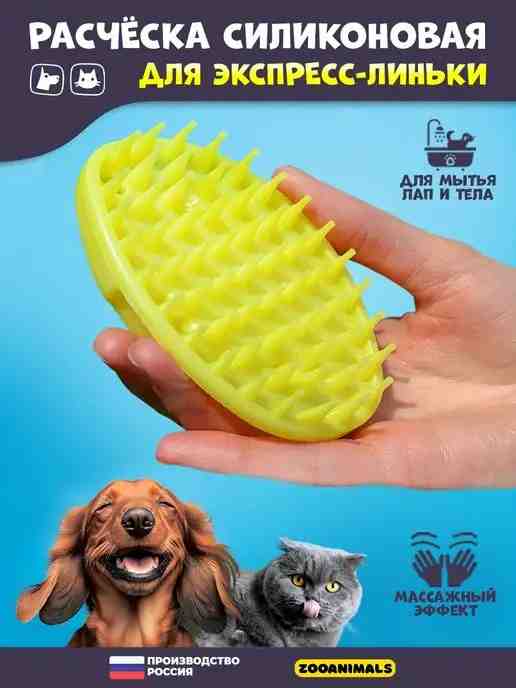 РАСЧЁСКА СИЛИКОНОВАЯ
ДЛЯ ЭКСПРЕСС-ЛИНЬКИ
ДЛЯ МЫТЬЯ
ЛАП И ТЕЛА
МАССАЖНЫЙ
ЭФФЕКТ
ПРОИЗВОДСТВО
РОССИЯ
ZOOANIMALS